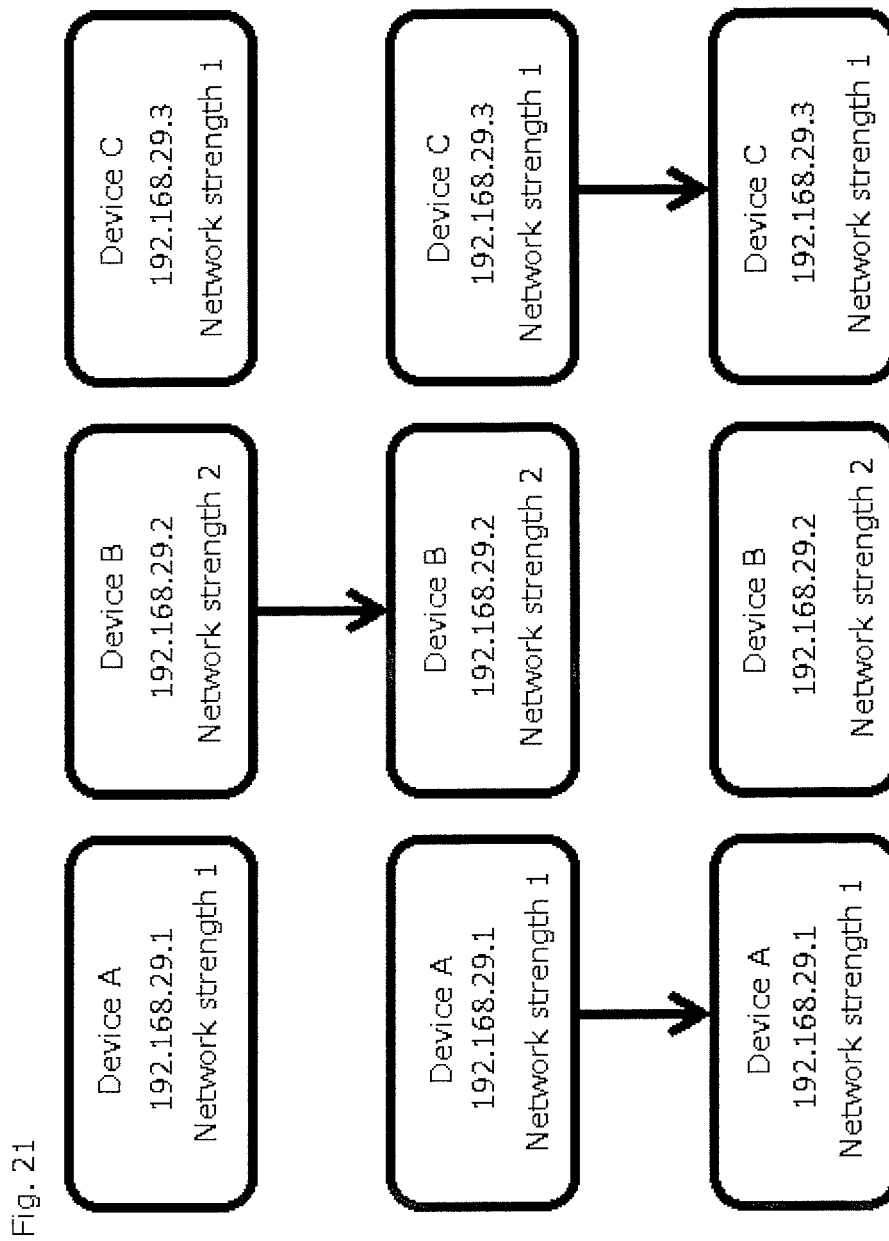 Fig. 21
Device A
192.168.29.1
Network strength 1
Device B
192.168.29.2
Network strength 2
Device C
192.168.29.3
Network strength 1
Device A
192.168.29.1
Network strength 1
Device B
192.168.29.2
Network strength 2
Device C
192.168.29.3
Network strength 1
Device A
192.168.29.1
Network strength 1
Device B
192.168.29.2
Network strength 2
Device C
192.168.29.3
Network strength 1